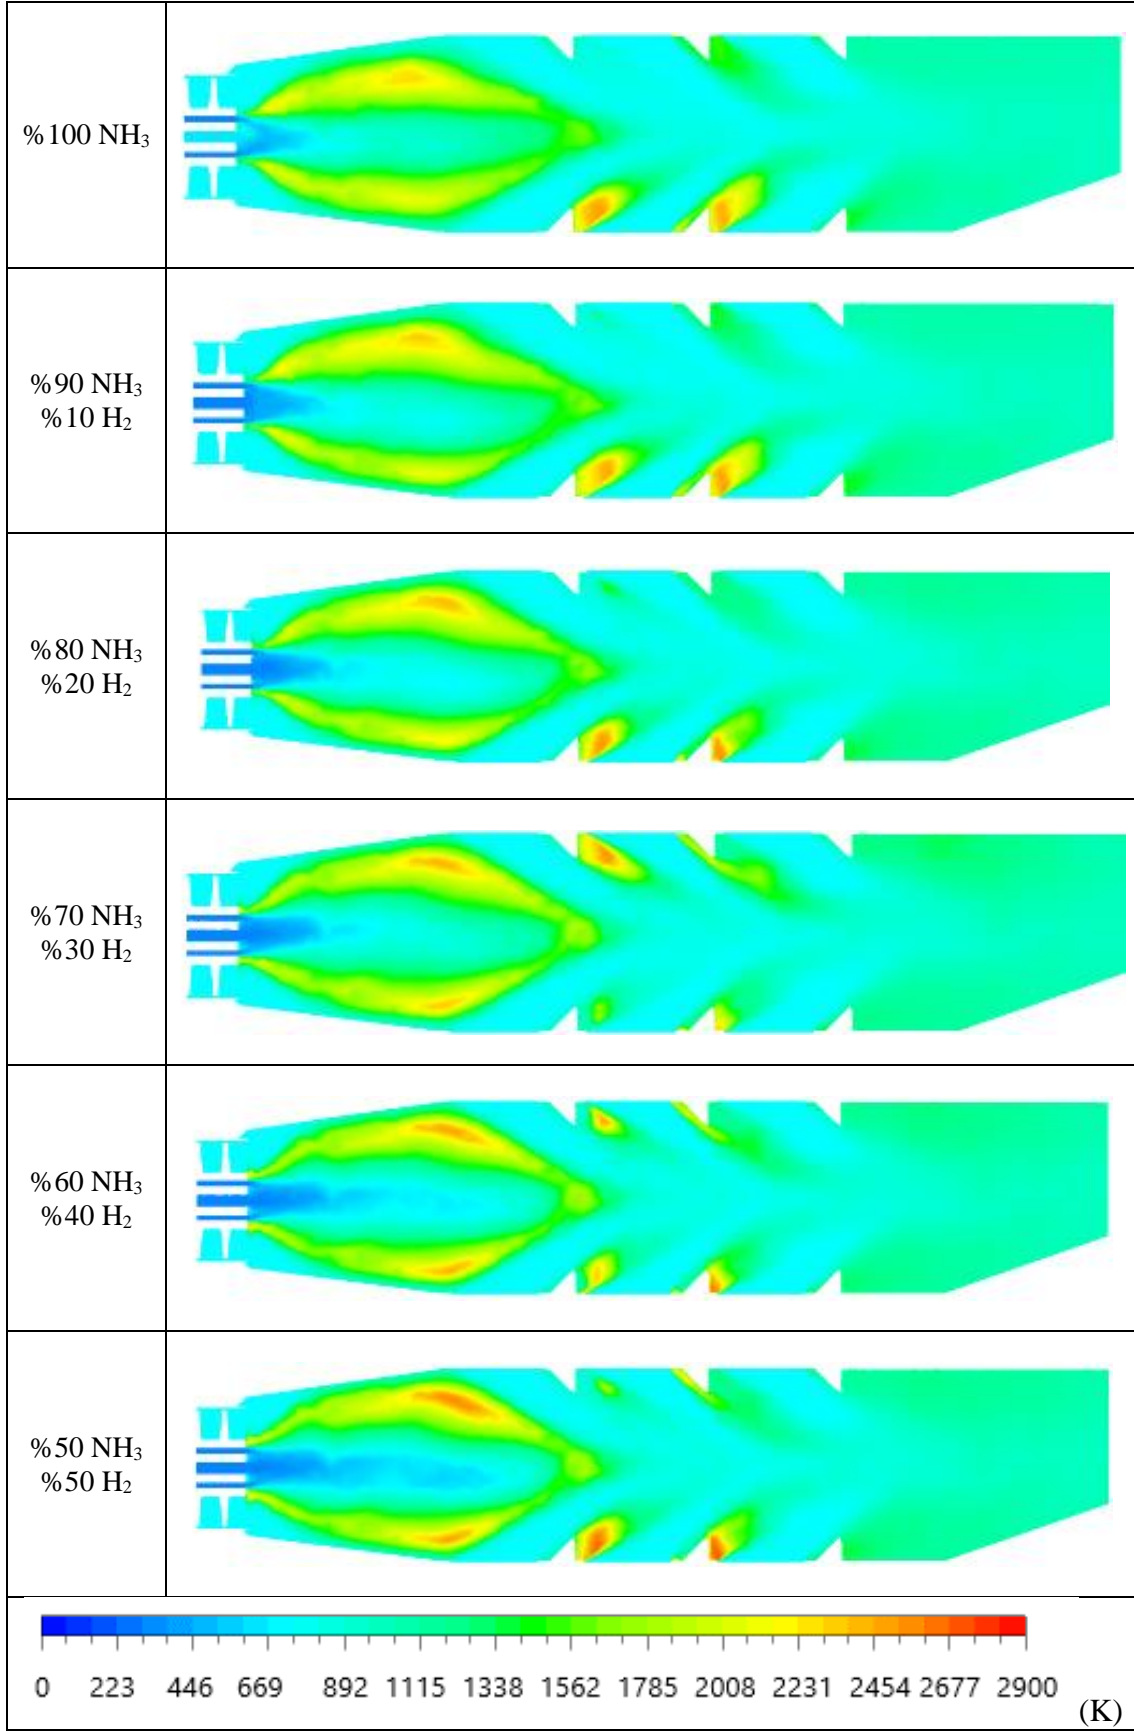 %100 NH₃
%90 NH₃
%10 H₂
%80 NH₃
%20 H₂
%70 NH₃
%30 H₂
%60 NH₃
%40 H₂
%50 NH₃
%50 H₂
0 223 446 669 892 1115 1338 1562 1785 2008 2231 2454 2677 2900
(K)